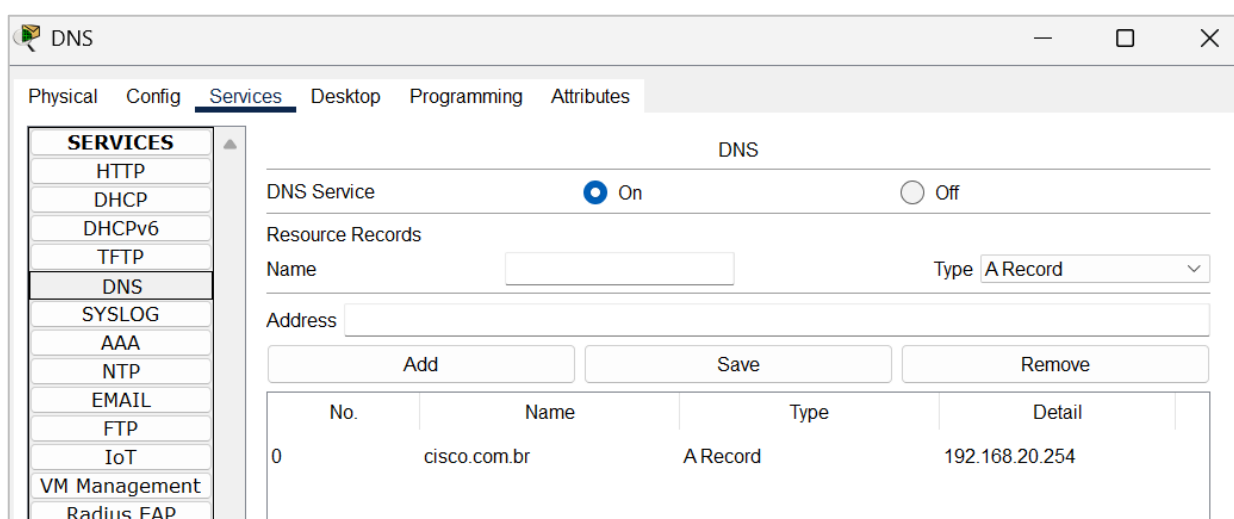 DNS
Physical Config Services Desktop Programming Attributes
SERVICES
HTTP
DHCP
DHCPv6
TFTP
DNS
SYSLOG
AAA
NTP
EMAIL
FTP
IoT
VM Management
Radius EAP
DNS
DNS Service On Off
Resource Records
Name Type A Record
Address
Add Save Remove
No. Name Type Detail
0 cisco.com.br A Record 192.168.20.254